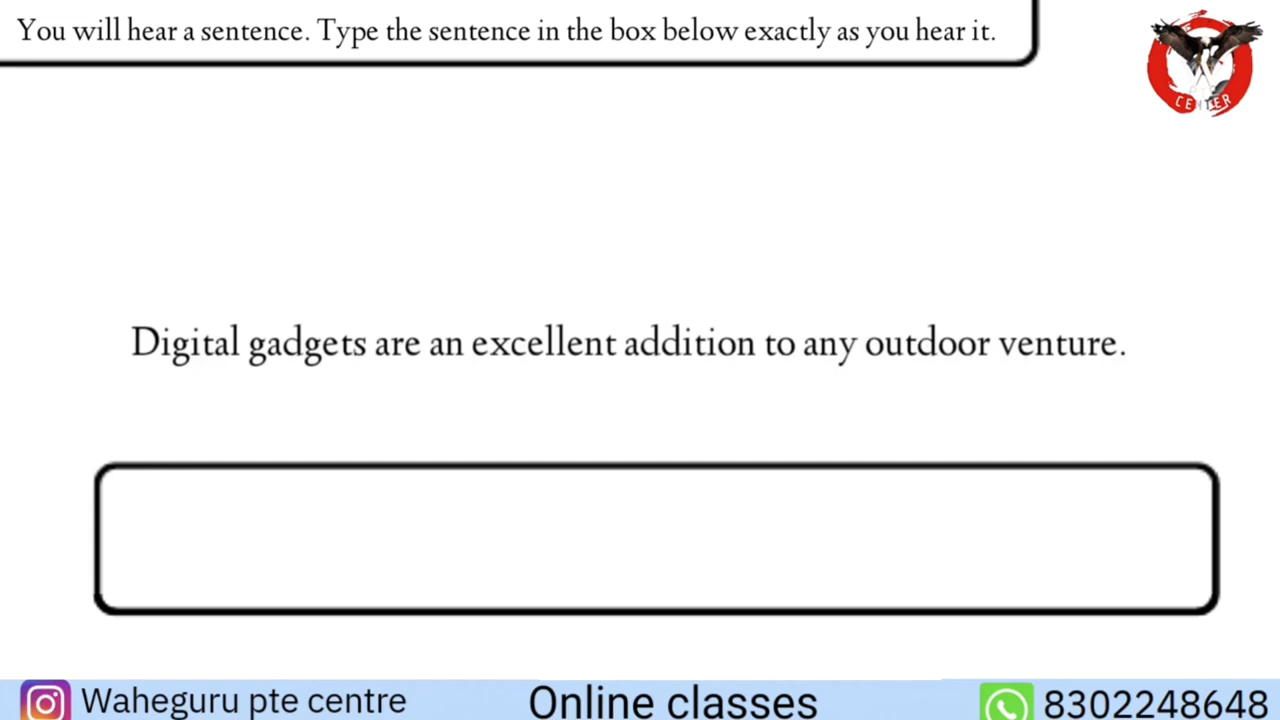 You will hear a sentence. Type the sentence in the box below exactly as you hear it.
CENTER
Digital gadgets are an excellent addition to any outdoor venture.
Waheguru pte centre
Online classes
8302248648